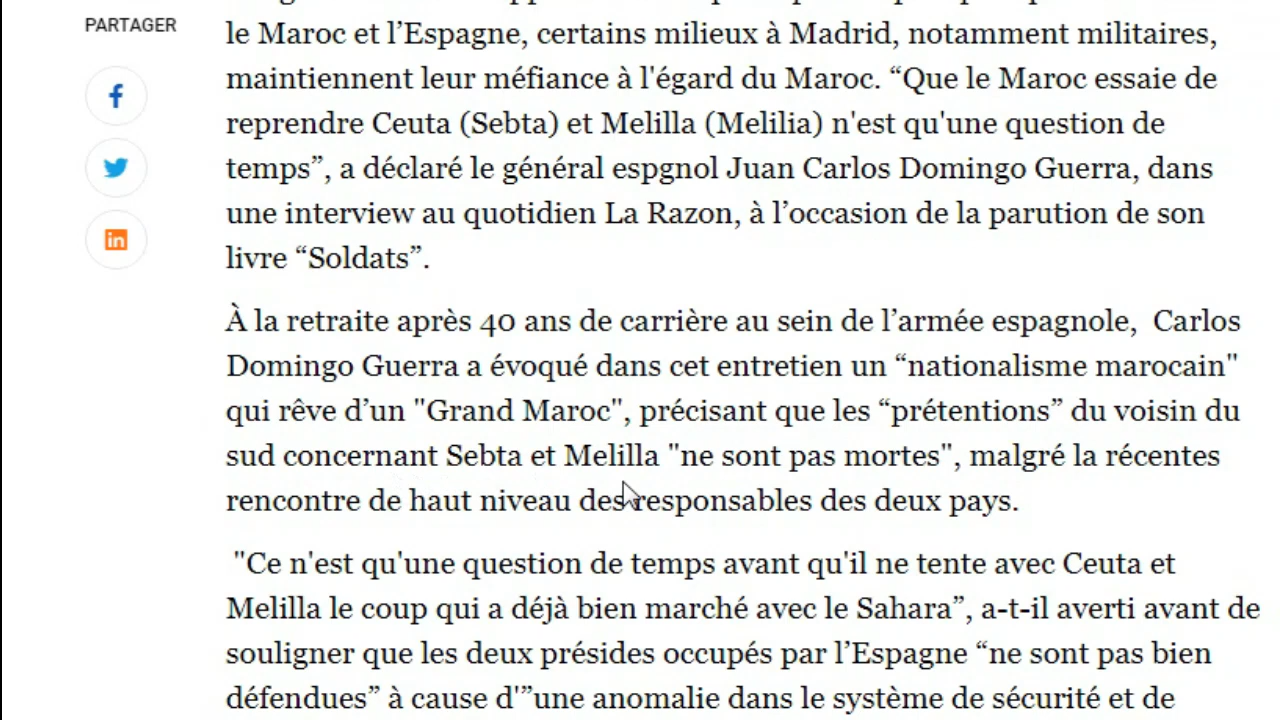 PARTAGER
le Maroc et l’Espagne, certains milieux à Madrid, notamment militaires,
maintiennent leur méfiance à l'égard du Maroc. “Que le Maroc essaie de
reprendre Ceuta (Sebta) et Melilla (Melilia) n'est qu'une question de
temps”, a déclaré le général espgnol Juan Carlos Domingo Guerra, dans
une interview au quotidien La Razon, à l’occasion de la parution de son
livre “Soldats”.
À la retraite après 40 ans de carrière au sein de l’armée espagnole, Carlos
Domingo Guerra a évoqué dans cet entretien un “nationalisme marocain"
qui rêve d’un "Grand Maroc", précisant que les “prétentions” du voisin du
sud concernant Sebta et Melilla "ne sont pas mortes", malgré la récentes
rencontre de haut niveau des responsables des deux pays.
"Ce n'est qu'une question de temps avant qu'il ne tente avec Ceuta et
Melilla le coup qui a déjà bien marché avec le Sahara”, a-t-il averti avant de
souligner que les deux présides occupés par l’Espagne “ne sont pas bien
défendues” à cause d'”une anomalie dans le système de sécurité et de